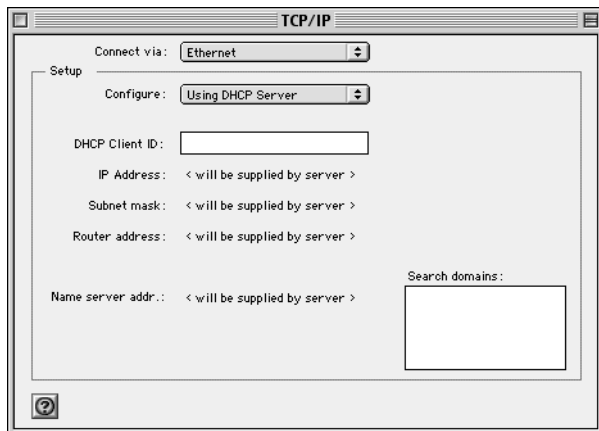 TCP/IP
Connect via: Ethernet
Setup
Configure: Using DHCP Server
DHCP Client ID:
IP Address: < will be supplied by server >
Subnet mask: < will be supplied by server >
Router address: < will be supplied by server >
Search domains:
Name server addr.: < will be supplied by server >
?